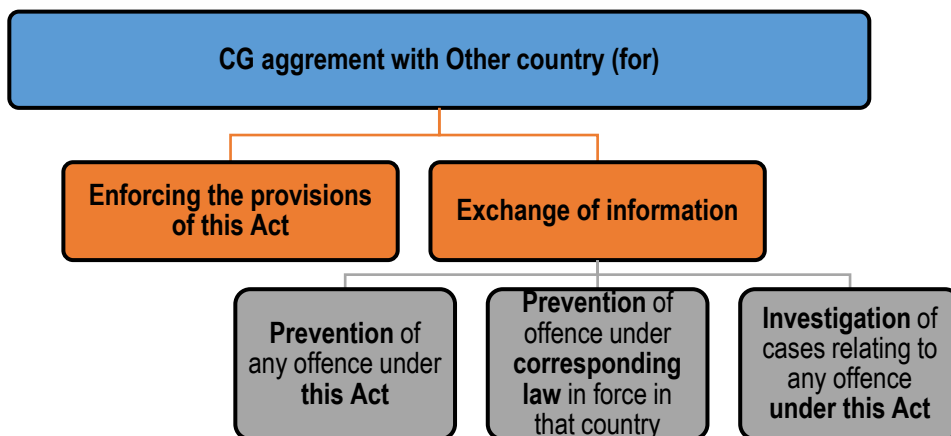 CG aggrement with Other country (for)
Enforcing the provisions
of this Act
Exchange of information
Prevention of
any offence under
this Act
Prevention of
offence under
corresponding
law in force in
that country
Investigation of
cases relating to
any offence
under this Act